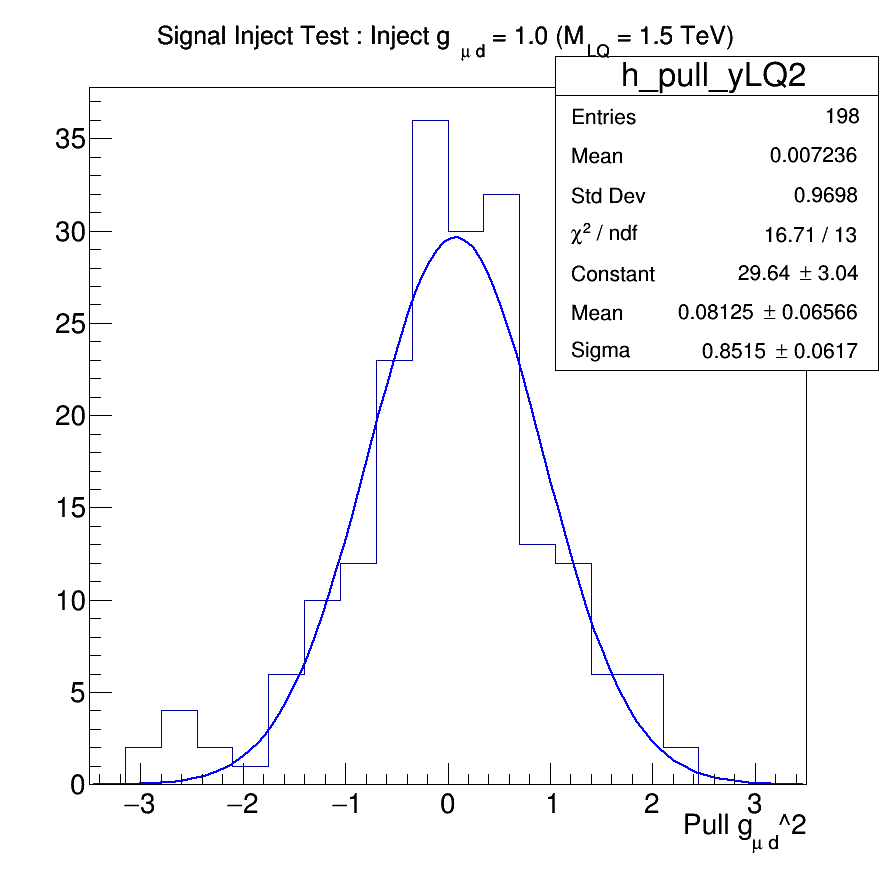 Signal Inject Test : Inject g μ d = 1.0 (M LQ = 1.5 TeV)
h_pull_yLQ2
Entries 198
Mean 0.007236
Std Dev 0.9698
χ² / ndf 16.71 / 13
Constant 29.64 ± 3.04
Mean 0.08125 ± 0.06566
Sigma 0.8515 ± 0.0617
35
30
25
20
15
10
5
0
−3 −2 −1 0 1 2 3
Pull g μ d ^2